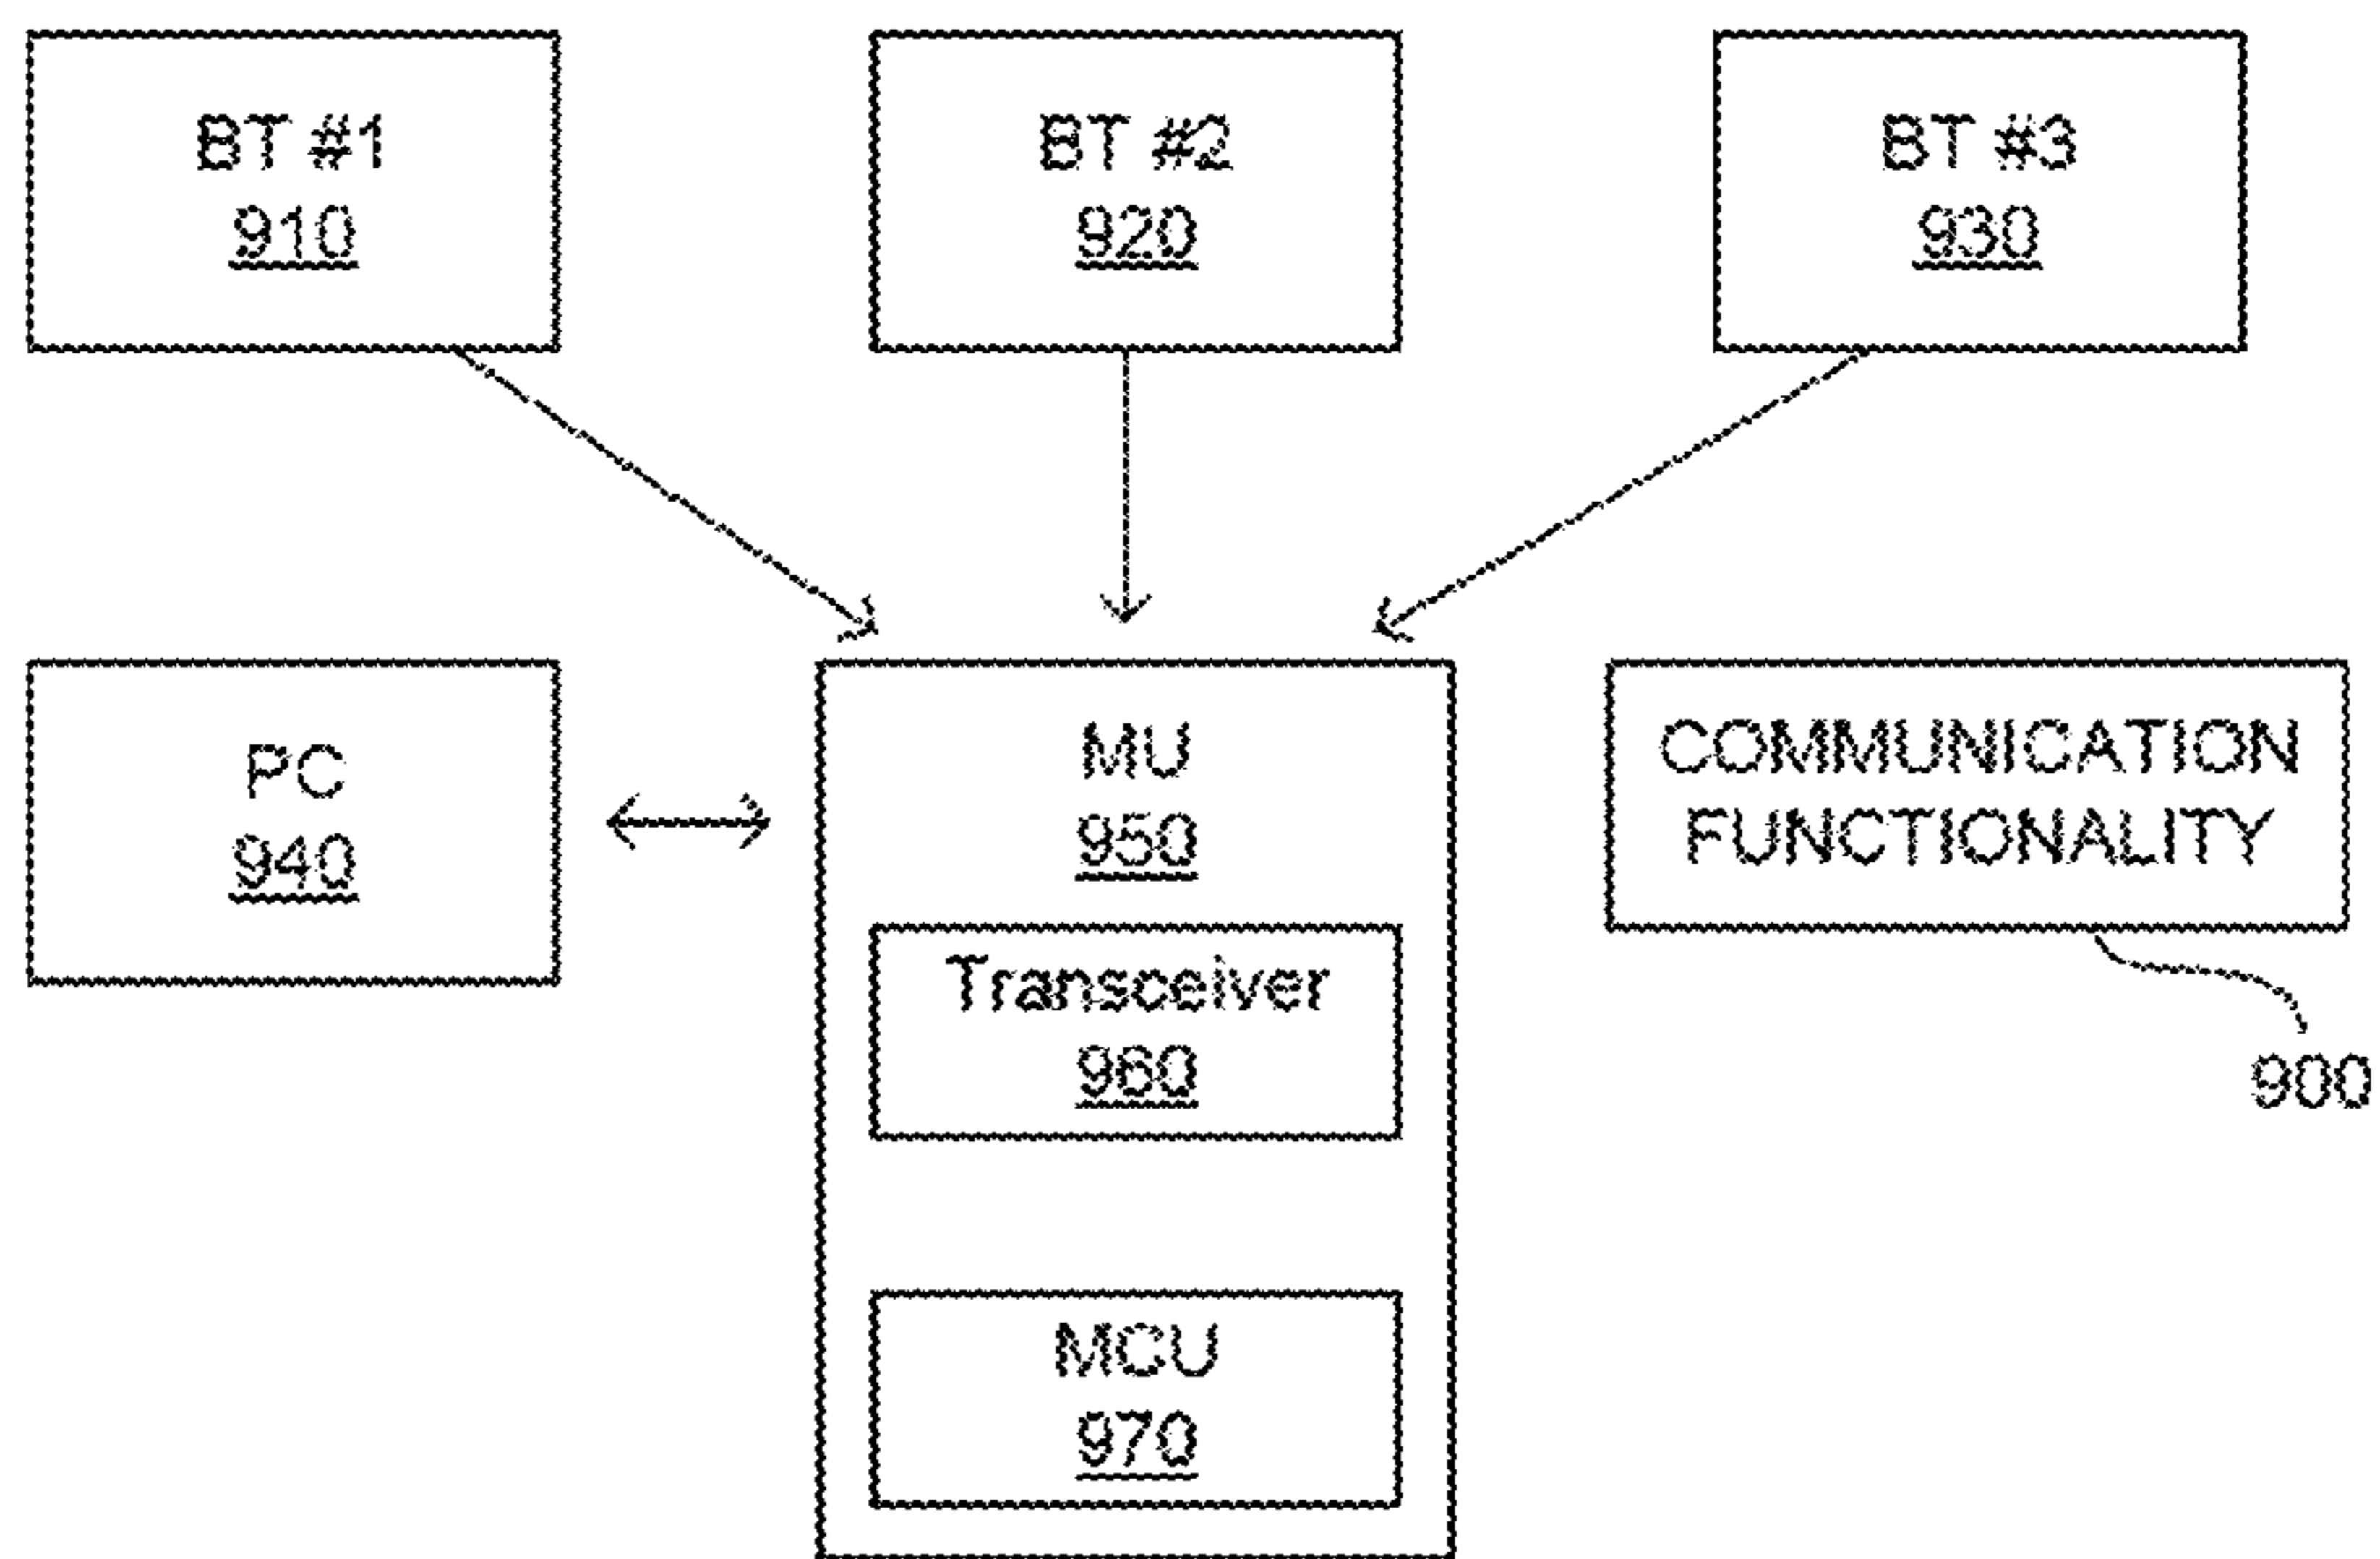 BT #1
910
BT #2
920
BT #3
930
PC
940
MU
950
Transceiver
960
MCU
970
COMMUNICATION
FUNCTIONALITY
900